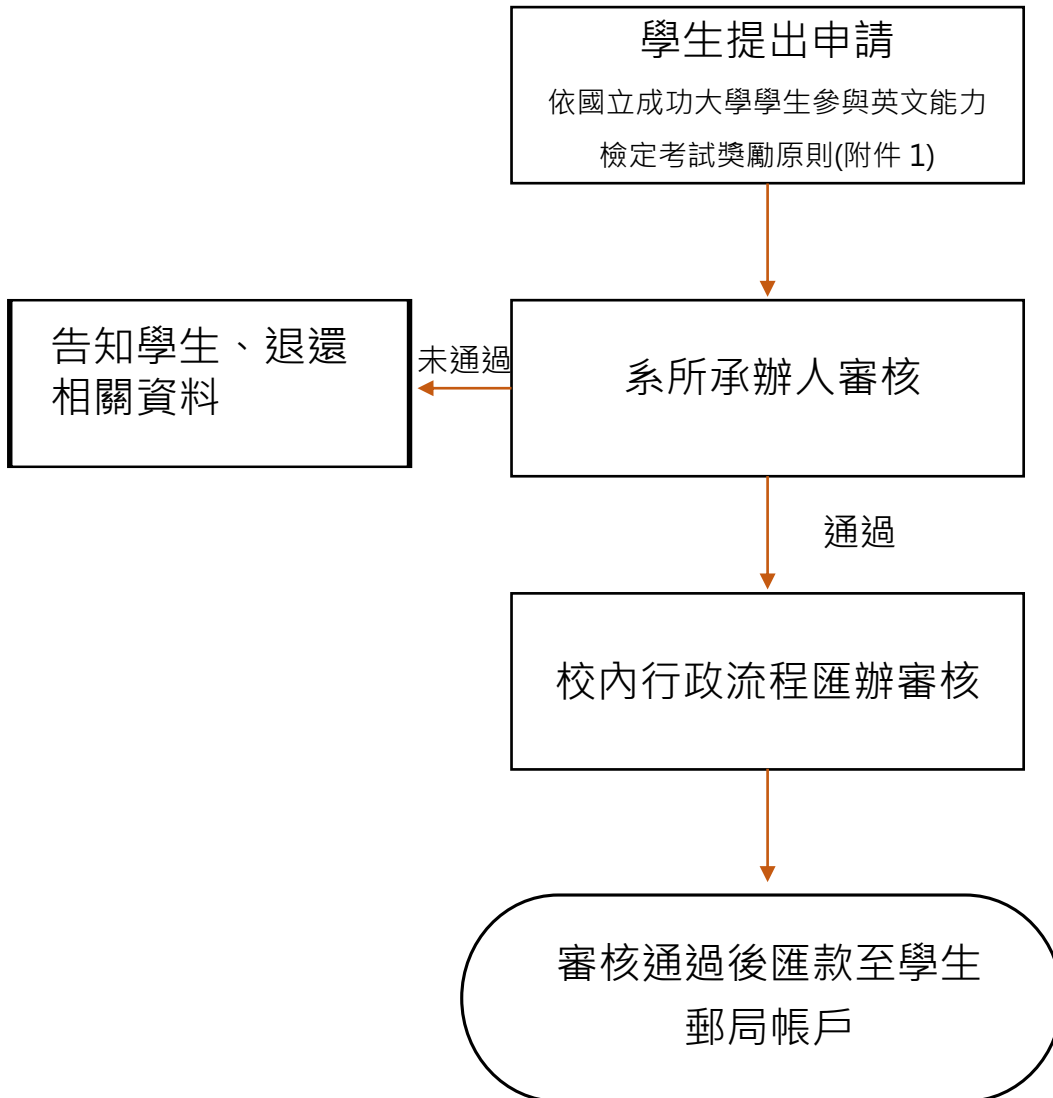 學生提出申請
依國立成功大學學生參與英文能力
檢定考試獎勵原則(附件 1)
告知學生、退還
相關資料
未通過
系所承辦人審核
通過
校內行政流程匯辦審核
審核通過後匯款至學生
郵局帳戶